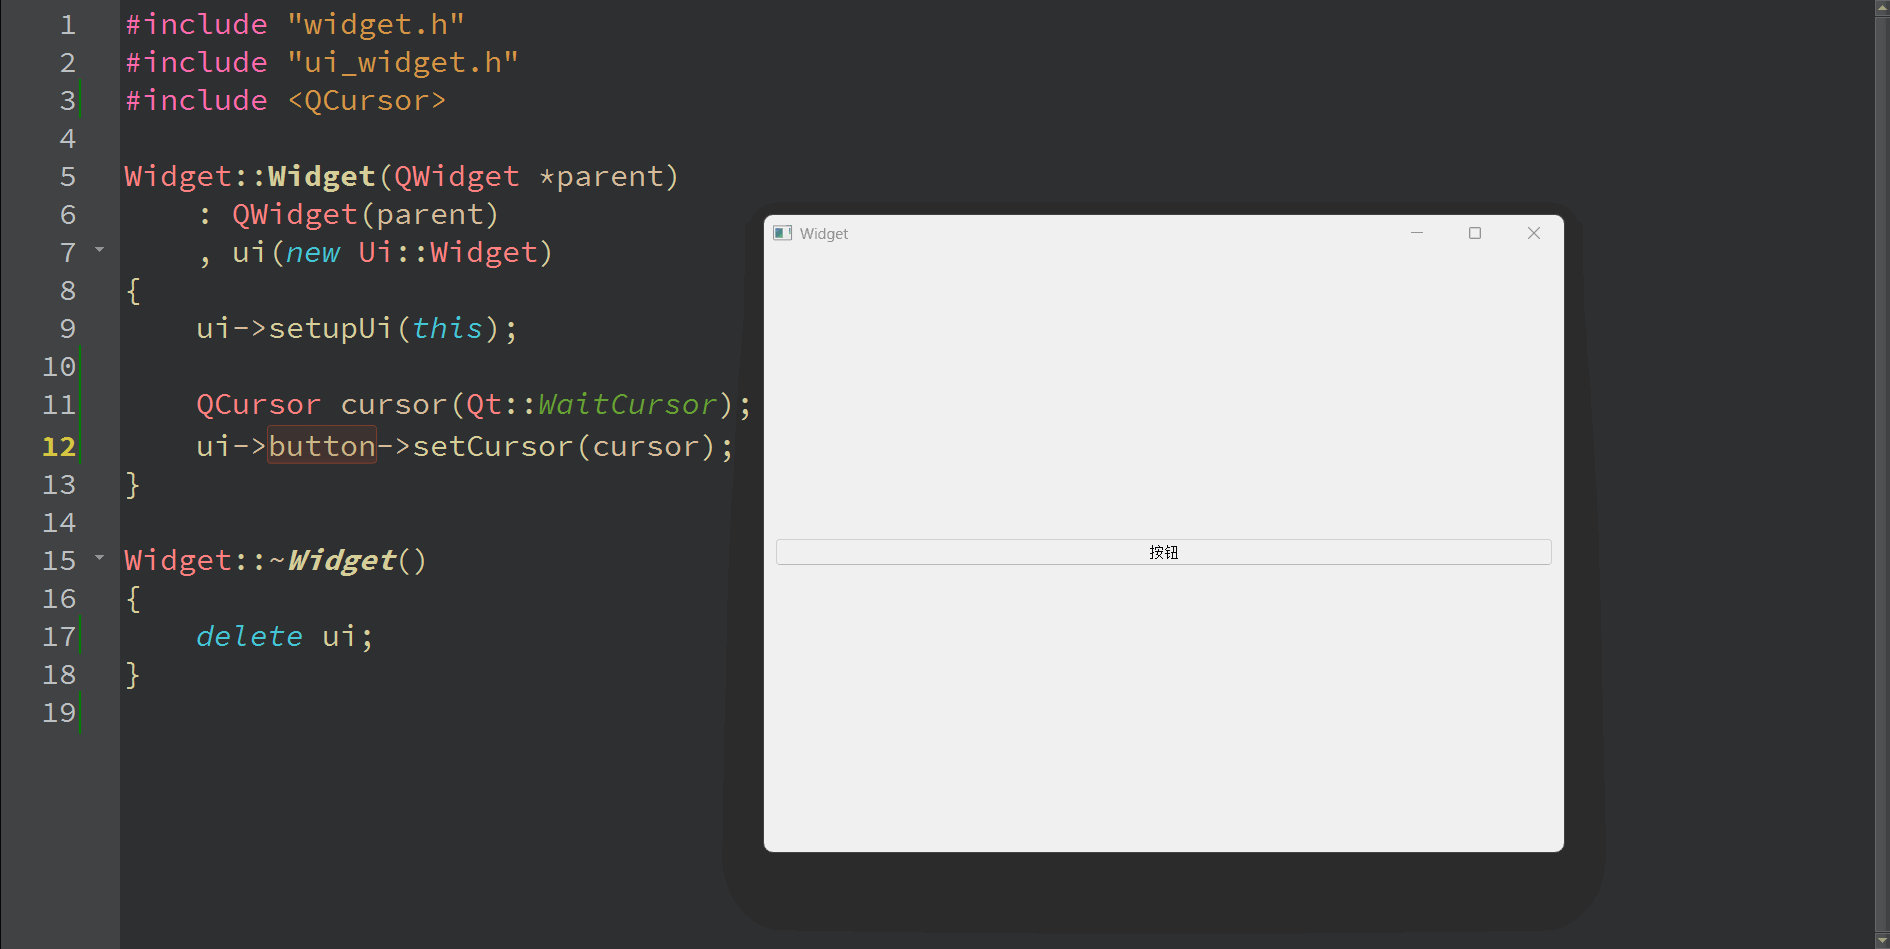 1 #include "widget.h"
2 #include "ui_widget.h"
3 #include <QCursor>
4
5 Widget::Widget(QWidget *parent)
6     : QWidget(parent)
7     , ui(new Ui::Widget)
8 {
9     ui->setupUi(this);
10
11     QCursor cursor(Qt::WaitCursor);
12     ui->button->setCursor(cursor);
13 }
14
15 Widget::~Widget()
16 {
17     delete ui;
18 }
19
Widget
按钮